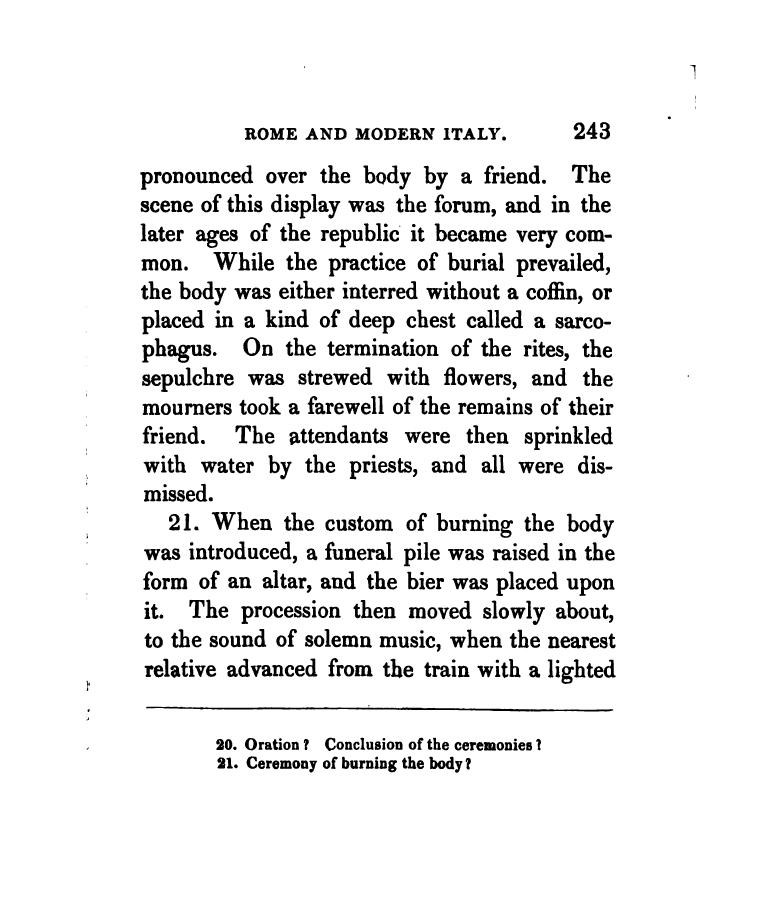 ROME AND MODERN ITALY. 243
pronounced over the body by a friend. The
scene of this display was the forum, and in the
later ages of the republic it became very com-
mon. While the practice of burial prevailed,
the body was either interred without a coffin, or
placed in a kind of deep chest called a sarco-
phagus. On the termination of the rites, the
sepulchre was strewed with flowers, and the
mourners took a farewell of the remains of their
friend. The attendants were then sprinkled
with water by the priests, and all were dis-
missed.
21. When the custom of burning the body
was introduced, a funeral pile was raised in the
form of an altar, and the bier was placed upon
it. The procession then moved slowly about,
to the sound of solemn music, when the nearest
relative advanced from the train with a lighted
20. Oration? Conclusion of the ceremonies?
21. Ceremony of burning the body?